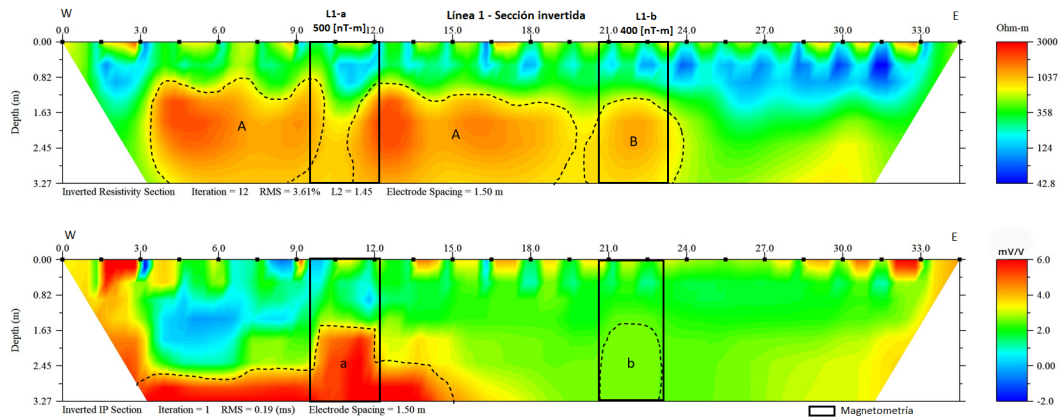 L1-a
500 [nT-m]
Línea 1 - Sección invertida
L1-b
400 [nT-m]
W
E
0.0 3.0 6.0 9.0 12.0 15.0 18.0 21.0 24.0 27.0 30.0 33.0
Ohm-m
Depth (m)
0.00
0.82
1.63
2.45
3.27
A
A
B
3000
1037
358
124
42.8
Inverted Resistivity Section Iteration = 12 RMS = 3.61% L2 = 1.45 Electrode Spacing = 1.50 m
W
E
0.0 3.0 6.0 9.0 12.0 15.0 18.0 21.0 24.0 27.0 30.0 33.0
mV/V
Depth (m)
0.00
0.82
1.63
2.45
3.27
a
b
6.0
4.0
2.0
-0.0
-2.0
Inverted IP Section Iteration = 1 RMS = 0.19 (ms) Electrode Spacing = 1.50 m
Magnetometría